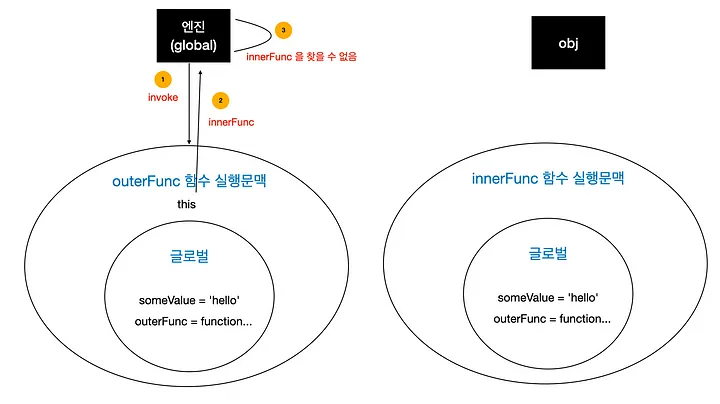 엔진
(global)
3
innerFunc 을 찾을 수 없음
obj
1
invoke
2
innerFunc
outerFunc 함수 실행문맥
this
글로벌
someValue = 'hello'
outerFunc = function...
innerFunc 함수 실행문맥
글로벌
someValue = 'hello'
outerFunc = function...